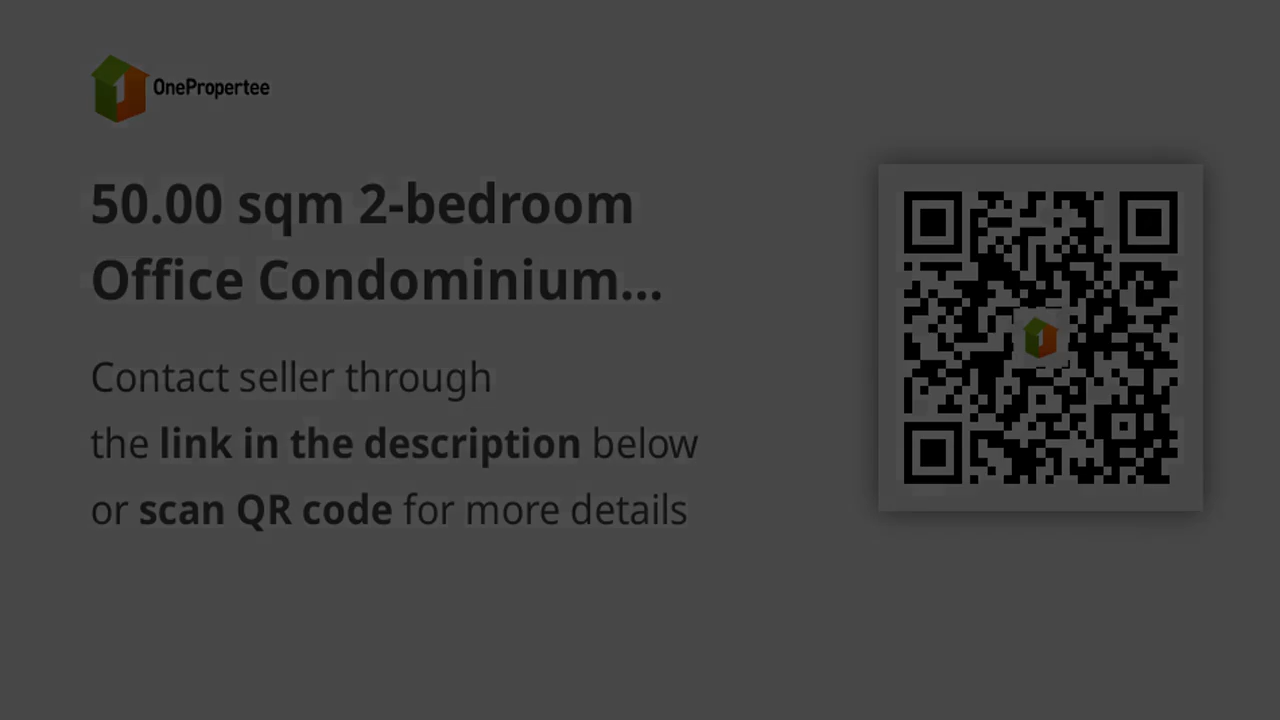 OnePropertee
50.00 sqm 2-bedroom
Office Condominium...
Contact seller through
the link in the description below
or scan QR code for more details